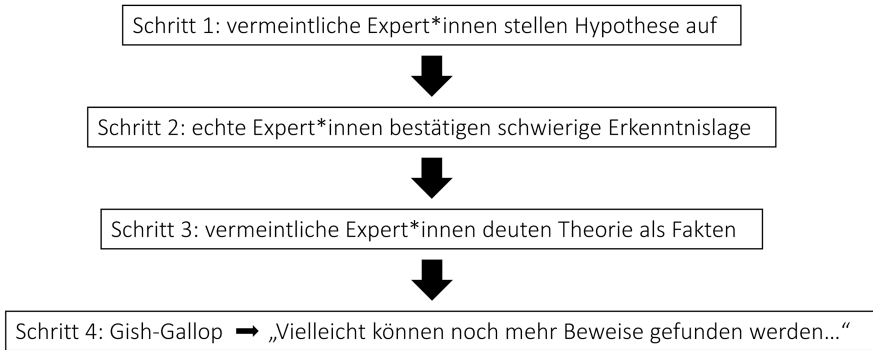 Schritt 1: vermeintliche Expert*innen stellen Hypothese auf
Schritt 2: echte Expert*innen bestätigen schwierige Erkenntnislage
Schritt 3: vermeintliche Expert*innen deuten Theorie als Fakten
Schritt 4: Gish-Gallop ➡ „Vielleicht können noch mehr Beweise gefunden werden…“